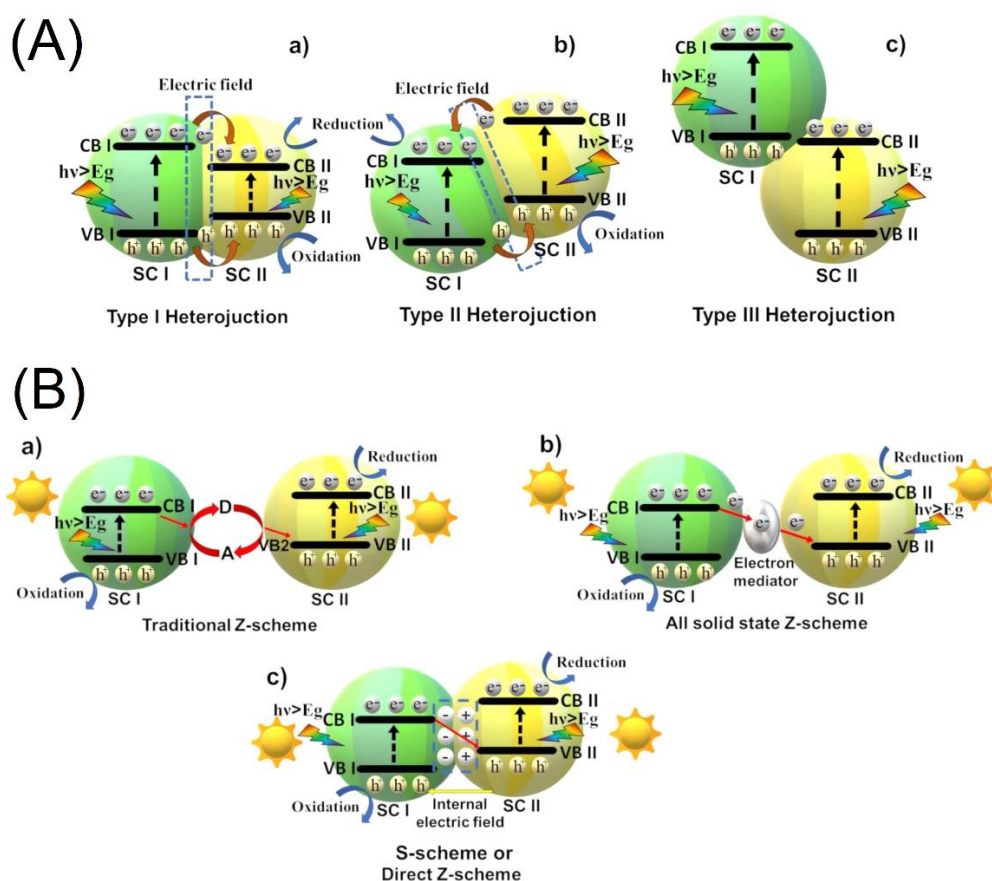 (A)
a)
Electric field
CB I
hν>Eg
VB I
e⁻ e⁻ e⁻
e⁻
h⁺ h⁺ h⁺
h⁺
SC I
e⁻ e⁻ e⁻
CB II
hν>Eg
VB II
h⁺ h⁺ h⁺
SC II
Reduction
Oxidation
Type I Heterojuction
b)
Electric field
CB I
hν>Eg
VB I
e⁻ e⁻ e⁻
e⁻
h⁺ h⁺ h⁺
h⁺
SC I
e⁻ e⁻ e⁻
CB II
hν>Eg
VB II
h⁺ h⁺ h⁺
SC II
Oxidation
Type II Heterojuction
c)
e⁻ e⁻ e⁻
CB I
hν>Eg
VB I
h⁺ h⁺ h⁺
SC I
e⁻ e⁻ e⁻
CB II
hν>Eg
VB II
h⁺ h⁺ h⁺
SC II
Type III Heterojuction
(B)
a)
e⁻ e⁻ e⁻
CB I
hν>Eg
VB I
h⁺ h⁺ h⁺
Oxidation
SC I
D
A
VB2
Reduction
e⁻ e⁻ e⁻
CB II
hν>Eg
VB II
h⁺ h⁺ h⁺
SC II
Traditional Z-scheme
b)
e⁻ e⁻ e⁻
CB I
hν>Eg
VB I
h⁺ h⁺ h⁺
Oxidation
SC I
e⁻
e⁻
e⁻
Electron
mediator
Reduction
e⁻ e⁻ e⁻
CB II
hν>Eg
VB II
h⁺ h⁺ h⁺
SC II
All solid state Z-scheme
c)
hν>Eg
e⁻ e⁻ e⁻
CB I
VB I
h⁺ h⁺ h⁺
Oxidation
SC I
- +
- +
- +
Internal
electric field
Reduction
e⁻ e⁻ e⁻
CB II
hν>Eg
VB II
h⁺ h⁺ h⁺
SC II
S-scheme or
Direct Z-scheme